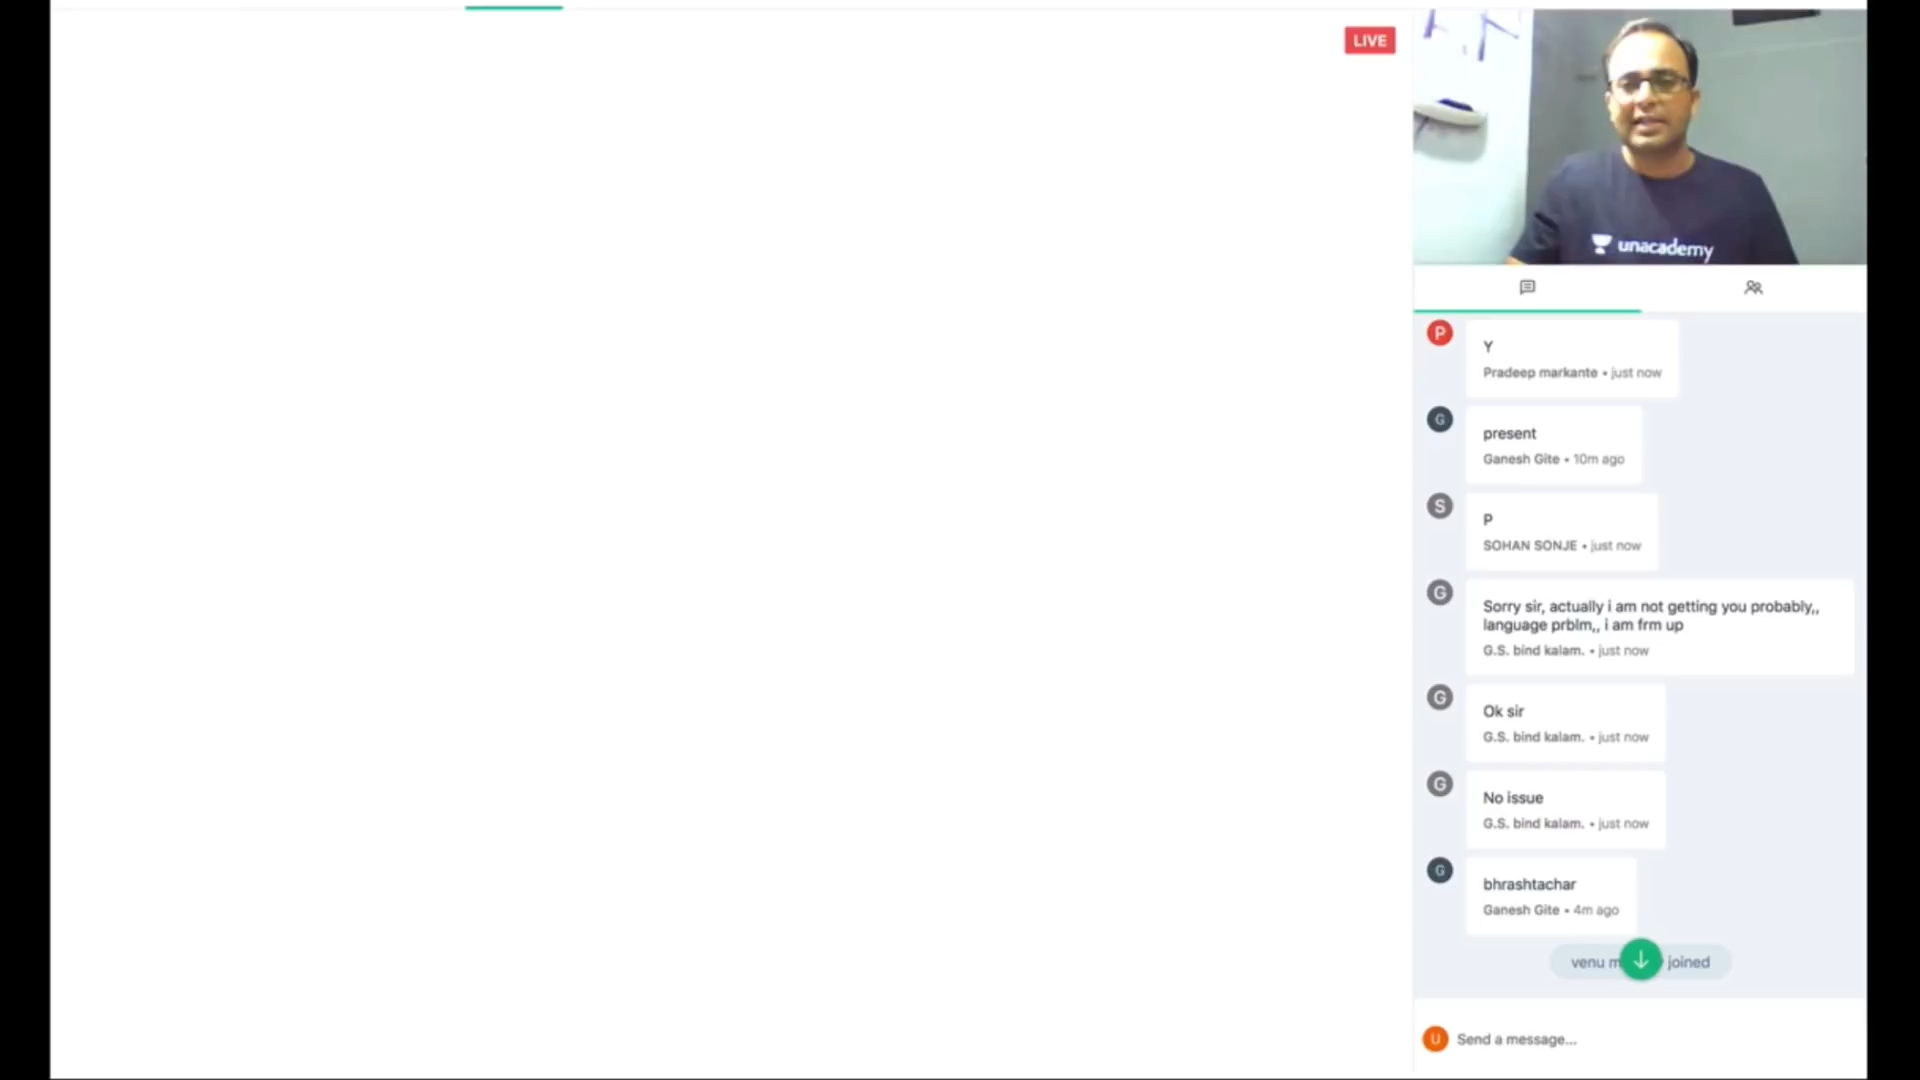 LIVE
unacademy
P
Y
Pradeep markante • just now
G
present
Ganesh Gite • 10m ago
S
P
SOHAN SONJE • just now
G
Sorry sir, actually i am not getting you probably,,
language prblm,, i am frm up
G.S. bind kalam. • just now
G
Ok sir
G.S. bind kalam. • just now
G
No issue
G.S. bind kalam. • just now
G
bhrashtachar
Ganesh Gite • 4m ago
venu joined
U
Send a message...